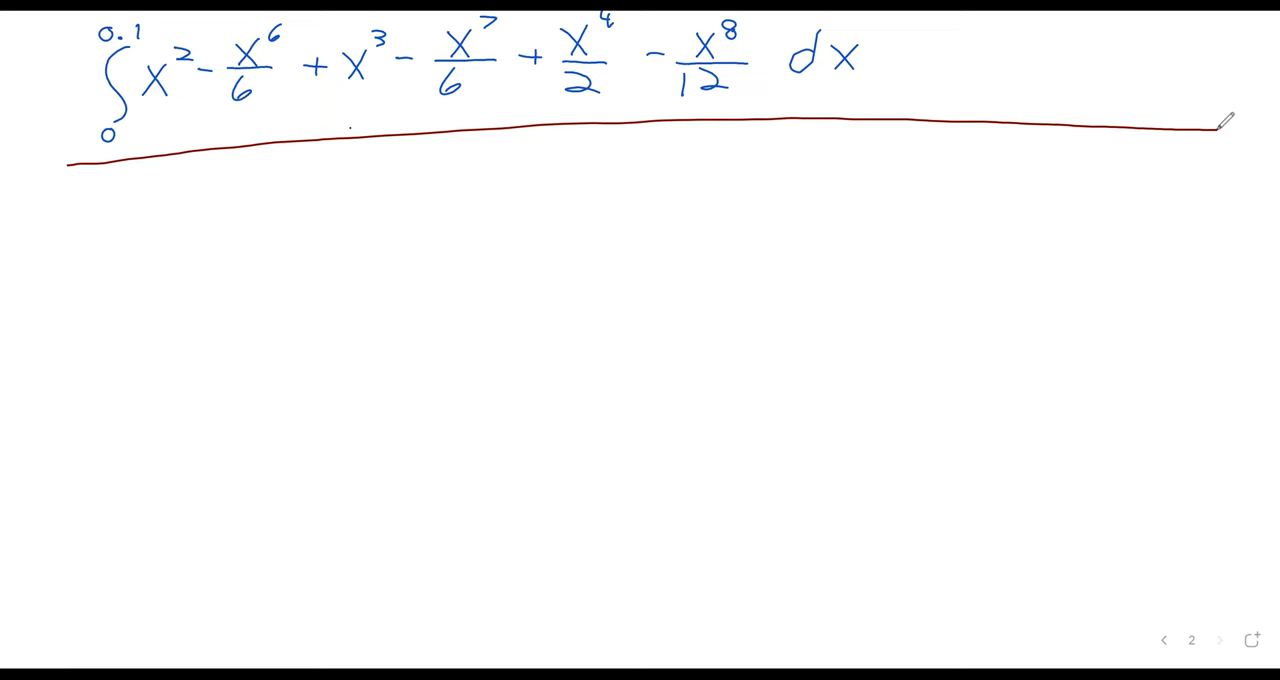 ∫₀^0.1 x² - x⁶/6 + x³ - x⁷/6 + x⁴/2 - x⁸/12 dx
2